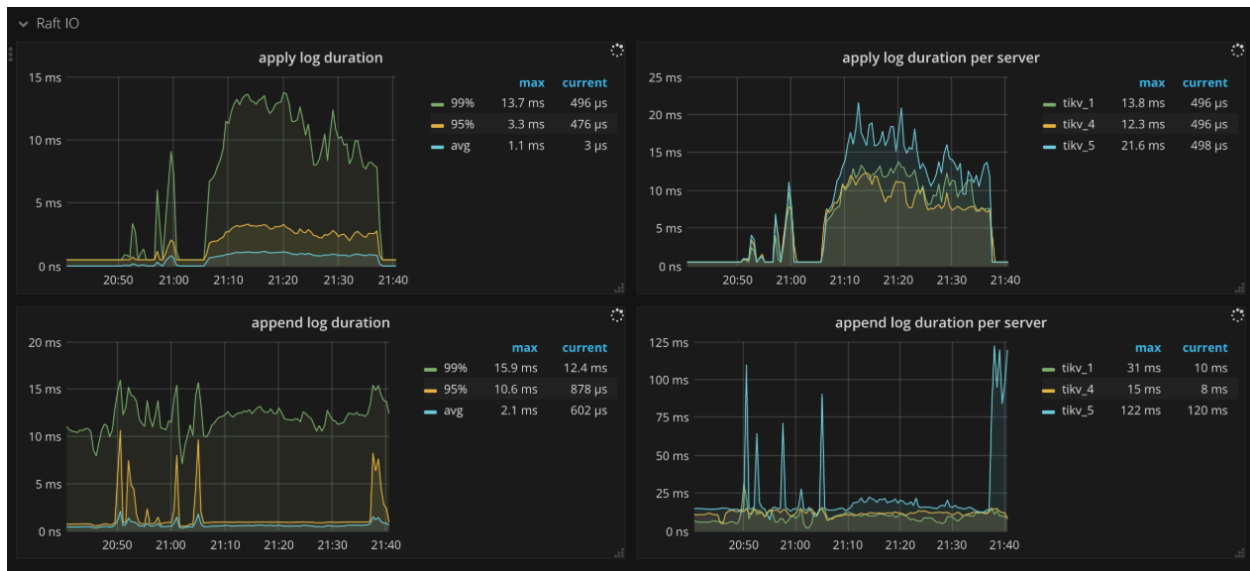 Raft IO
apply log duration
15 ms
10 ms
5 ms
0 ns
20:50 21:00 21:10 21:20 21:30 21:40
max current
99% 13.7 ms 496 µs
95% 3.3 ms 476 µs
avg 1.1 ms 3 µs
apply log duration per server
25 ms
20 ms
15 ms
10 ms
5 ms
0 ns
20:50 21:00 21:10 21:20 21:30 21:40
max current
tikv_1 13.8 ms 496 µs
tikv_4 12.3 ms 496 µs
tikv_5 21.6 ms 498 µs
append log duration
20 ms
15 ms
10 ms
5 ms
0 ns
20:50 21:00 21:10 21:20 21:30 21:40
max current
99% 15.9 ms 12.4 ms
95% 10.6 ms 878 µs
avg 2.1 ms 602 µs
append log duration per server
125 ms
100 ms
75 ms
50 ms
25 ms
0 ns
20:50 21:00 21:10 21:20 21:30 21:40
max current
tikv_1 31 ms 10 ms
tikv_4 15 ms 8 ms
tikv_5 122 ms 120 ms